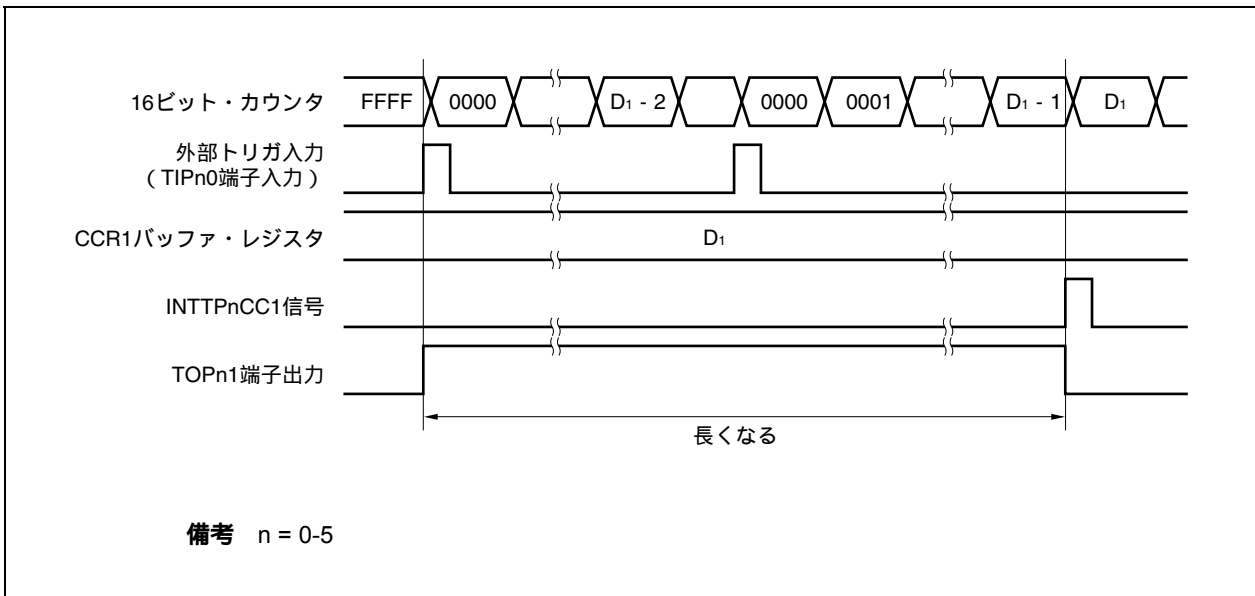 16ビット・カウンタ FFFF 0000 D1 - 2 0000 0001 D1 - 1 D1
外部トリガ入力
(TIPn0端子入力)
CCR1バッファ・レジスタ D1
INTTPnCC1信号
TOPn1端子出力
長くなる
備考 n = 0-5